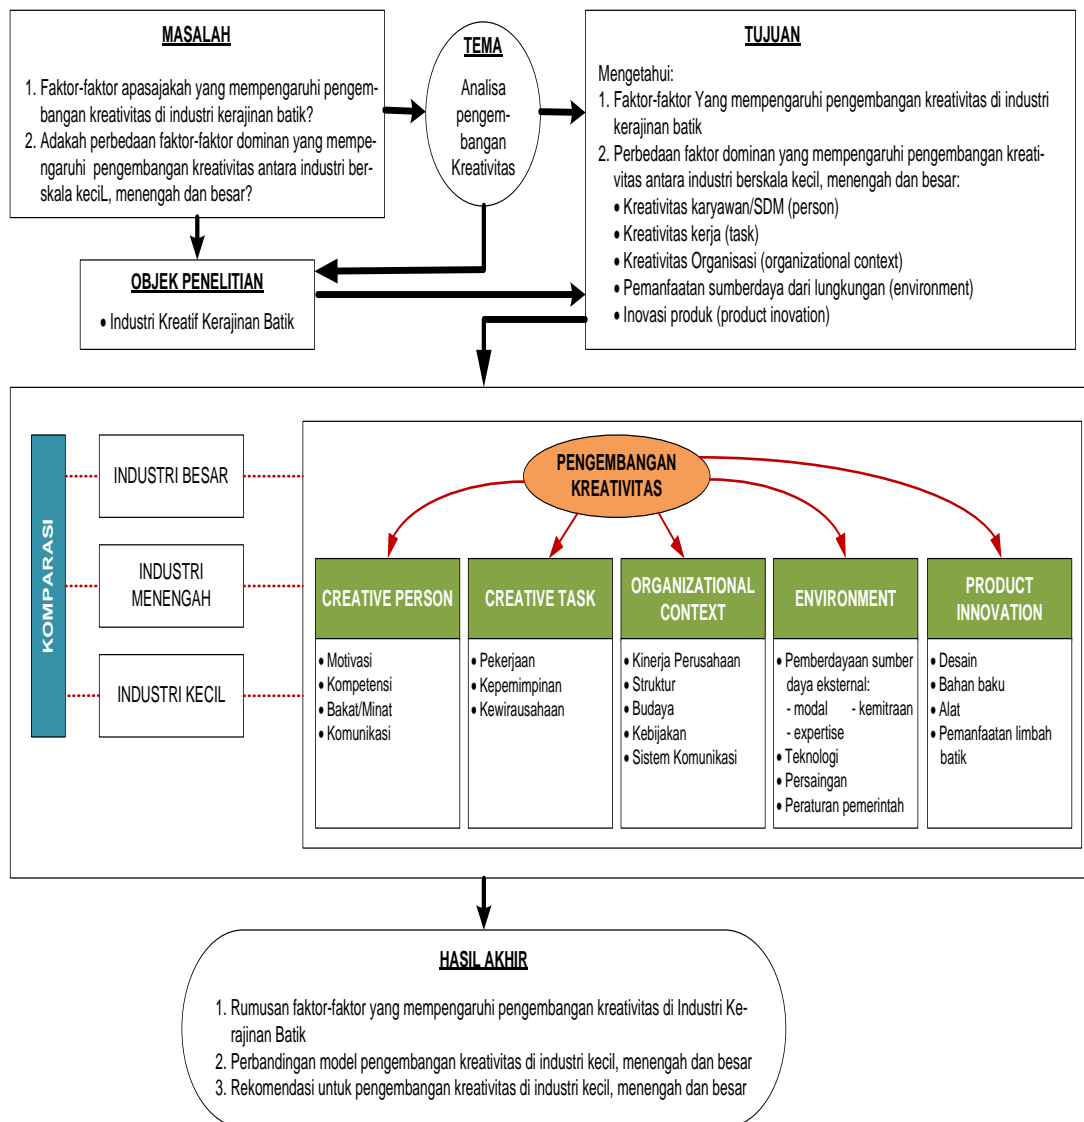 MASALAH
1. Faktor-faktor apasajakah yang mempengaruhi pengem-
bangan kreativitas di industri kerajinan batik?
2. Adakah perbedaan faktor-faktor dominan yang mempe-
ngaruhi pengembangan kreativitas antara industri ber-
skala keciL, menengah dan besar?
TEMA
Analisa
pengem-
bangan
Kreativitas
TUJUAN
Mengetahui:
1. Faktor-faktor Yang mempengaruhi pengembangan kreativitas di industri
kerajinan batik
2. Perbedaan faktor dominan yang mempengaruhi pengembangan kreati-
vitas antara industri berskala kecil, menengah dan besar:
• Kreativitas karyawan/SDM (person)
• Kreativitas kerja (task)
• Kreativitas Organisasi (organizational context)
• Pemanfaatan sumberdaya dari lungkungan (environment)
• Inovasi produk (product inovation)
OBJEK PENELITIAN
• Industri Kreatif Kerajinan Batik
KOMPARASI
INDUSTRI BESAR
INDUSTRI
MENENGAH
INDUSTRI KECIL
PENGEMBANGAN
KREATIVITAS
CREATIVE PERSON
• Motivasi
• Kompetensi
• Bakat/Minat
• Komunikasi
CREATIVE TASK
• Pekerjaan
• Kepemimpinan
• Kewirausahaan
ORGANIZATIONAL
CONTEXT
• Kinerja Perusahaan
• Struktur
• Budaya
• Kebijakan
• Sistem Komunikasi
ENVIRONMENT
• Pemberdayaan sumber
daya eksternal:
- modal - kemitraan
- expertise
• Teknologi
• Persaingan
• Peraturan pemerintah
PRODUCT
INNOVATION
• Desain
• Bahan baku
• Alat
• Pemanfaatan limbah
batik
HASIL AKHIR
1. Rumusan faktor-faktor yang mempengaruhi pengembangan kreativitas di Industri Ke-
rajinan Batik
2. Perbandingan model pengembangan kreativitas di industri kecil, menengah dan besar
3. Rekomendasi untuk pengembangan kreativitas di industri kecil, menengah dan besar